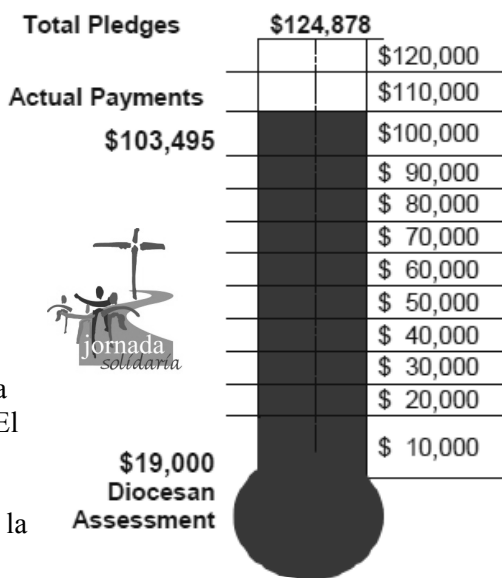 Total Pledges $124,878
$120,000
Actual Payments $110,000
$103,495 $100,000
$ 90,000
$ 80,000
$ 70,000
$ 60,000
$ 50,000
jornada $ 40,000
solidaria $ 30,000
a $ 20,000
El
$ 10,000
$19,000
Diocesan
la Assessment